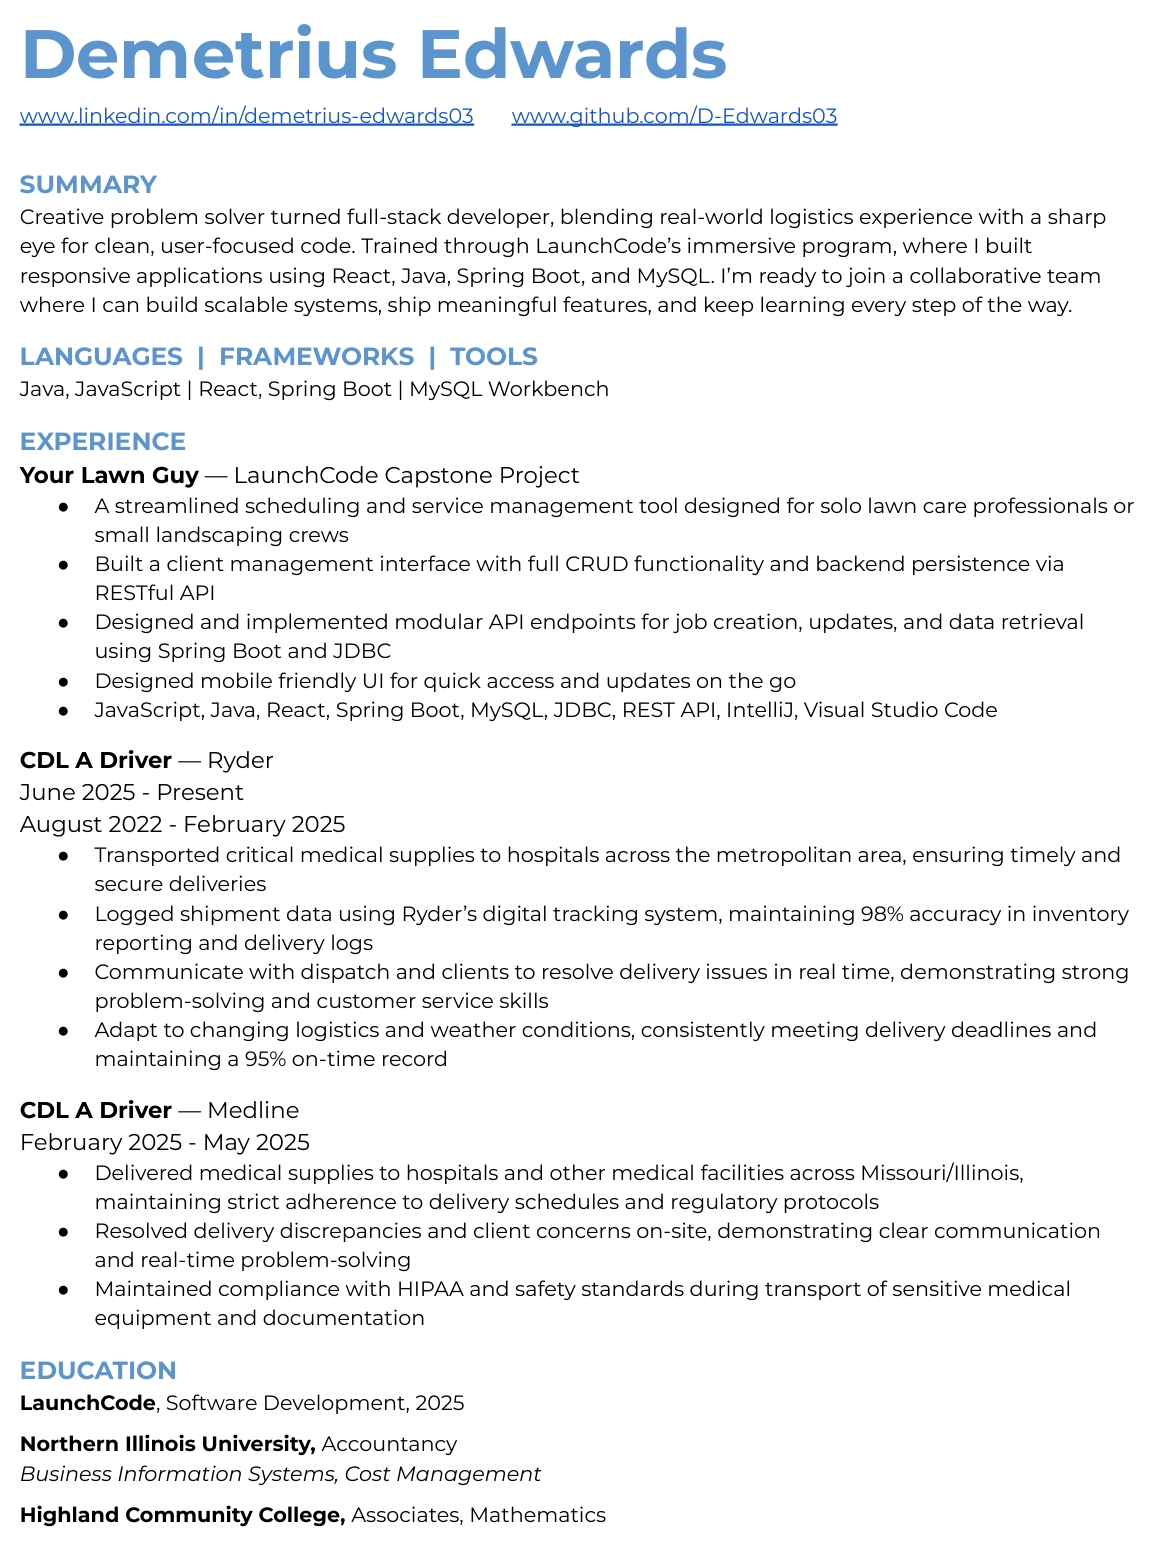 Demetrius Edwards
www.linkedin.com/in/demetrius-edwards03 www.github.com/D-Edwards03
SUMMARY
Creative problem solver turned full-stack developer, blending real-world logistics experience with a sharp
eye for clean, user-focused code. Trained through LaunchCode’s immersive program, where I built
responsive applications using React, Java, Spring Boot, and MySQL. I’m ready to join a collaborative team
where I can build scalable systems, ship meaningful features, and keep learning every step of the way.
LANGUAGES | FRAMEWORKS | TOOLS
Java, JavaScript | React, Spring Boot | MySQL Workbench
EXPERIENCE
Your Lawn Guy — LaunchCode Capstone Project
● A streamlined scheduling and service management tool designed for solo lawn care professionals or
small landscaping crews
● Built a client management interface with full CRUD functionality and backend persistence via
RESTful API
● Designed and implemented modular API endpoints for job creation, updates, and data retrieval
using Spring Boot and JDBC
● Designed mobile friendly UI for quick access and updates on the go
● JavaScript, Java, React, Spring Boot, MySQL, JDBC, REST API, IntelliJ, Visual Studio Code
CDL A Driver — Ryder
June 2025 - Present
August 2022 - February 2025
● Transported critical medical supplies to hospitals across the metropolitan area, ensuring timely and
secure deliveries
● Logged shipment data using Ryder’s digital tracking system, maintaining 98% accuracy in inventory
reporting and delivery logs
● Communicate with dispatch and clients to resolve delivery issues in real time, demonstrating strong
problem-solving and customer service skills
● Adapt to changing logistics and weather conditions, consistently meeting delivery deadlines and
maintaining a 95% on-time record
CDL A Driver — Medline
February 2025 - May 2025
● Delivered medical supplies to hospitals and other medical facilities across Missouri/Illinois,
maintaining strict adherence to delivery schedules and regulatory protocols
● Resolved delivery discrepancies and client concerns on-site, demonstrating clear communication
and real-time problem-solving
● Maintained compliance with HIPAA and safety standards during transport of sensitive medical
equipment and documentation
EDUCATION
LaunchCode, Software Development, 2025
Northern Illinois University, Accountancy
Business Information Systems, Cost Management
Highland Community College, Associates, Mathematics